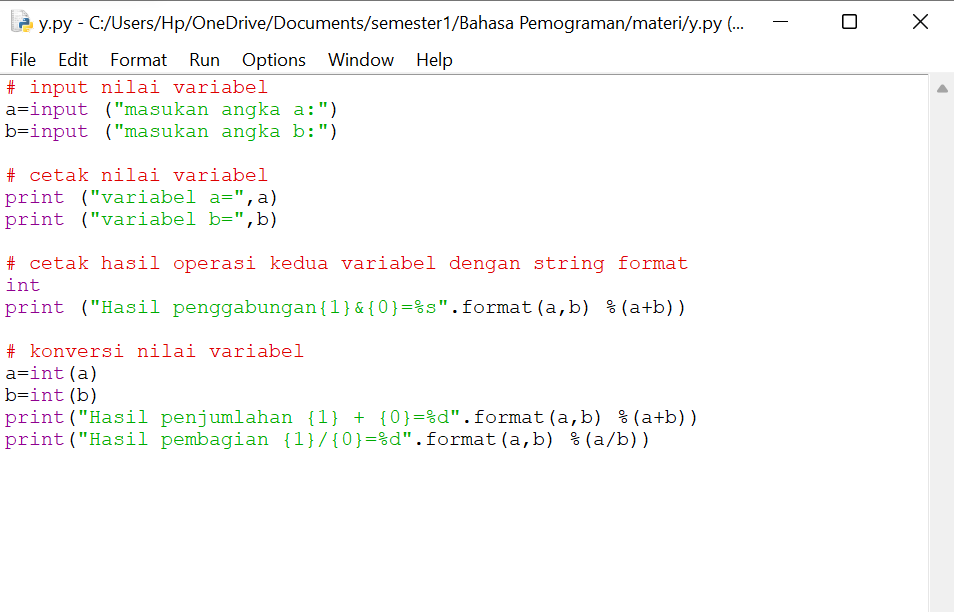 y.py - C:/Users/Hp/OneDrive/Documents/semester1/Bahasa Pemograman/materi/y.py (...
File Edit Format Run Options Window Help
# input nilai variabel
a=input ("masukan angka a:")
b=input ("masukan angka b:")
# cetak nilai variabel
print ("variabel a=",a)
print ("variabel b=",b)
# cetak hasil operasi kedua variabel dengan string format
int
print ("Hasil penggabungan{1}&{0}=%s".format(a,b) %(a+b))
# konversi nilai variabel
a=int(a)
b=int(b)
print("Hasil penjumlahan {1} + {0}=%d".format(a,b) %(a+b))
print("Hasil pembagian {1}/{0}=%d".format(a,b) %(a/b))